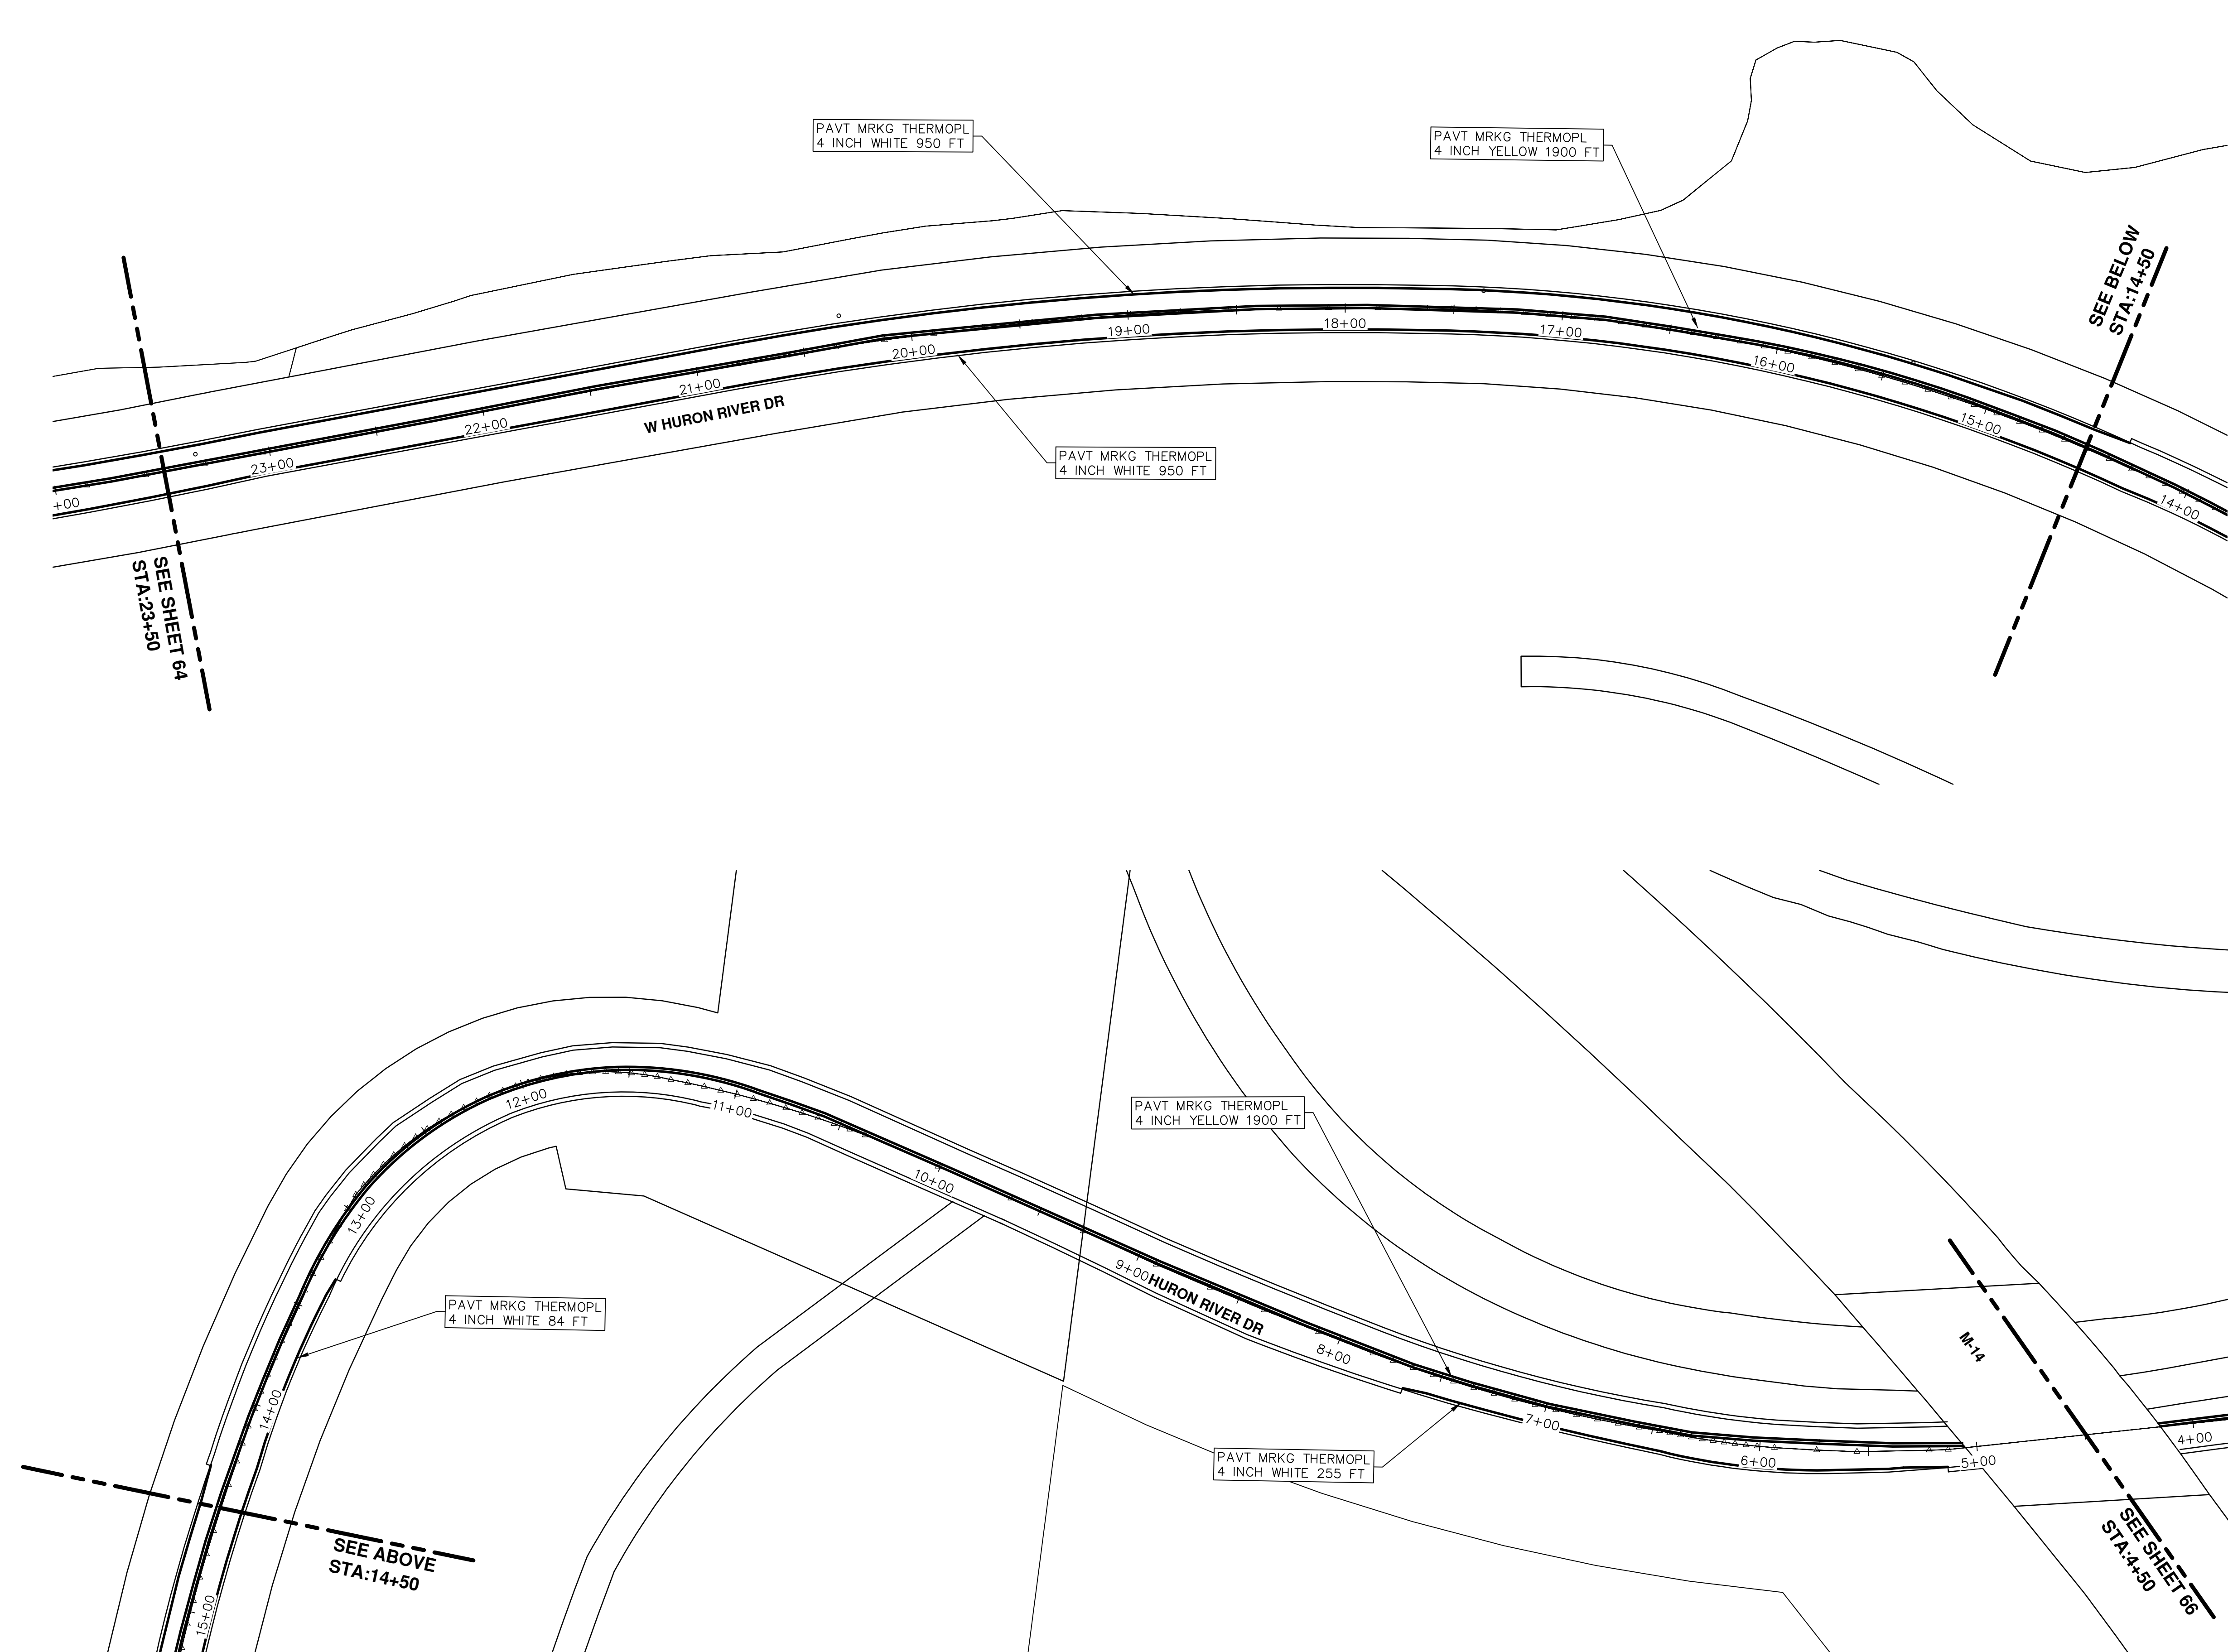 PAVT MRKG THERMOPL
4 INCH WHITE 950 FT
PAVT MRKG THERMOPL
4 INCH YELLOW 1900 FT
SEE BELOW
STA:14+50
+00
23+00
22+00
21+00
20+00
19+00
18+00
17+00
16+00
15+00
14+00
W HURON RIVER DR
PAVT MRKG THERMOPL
4 INCH WHITE 950 FT
SEE SHEET 64
STA:23+50
12+00
11+00
10+00
13+00
9+00
HURON RIVER DR
8+00
PAVT MRKG THERMOPL
4 INCH YELLOW 1900 FT
PAVT MRKG THERMOPL
4 INCH WHITE 84 FT
14+00
M-14
7+00
6+00
5+00
4+00
PAVT MRKG THERMOPL
4 INCH WHITE 255 FT
SEE ABOVE
STA:14+50
15+00
SEE SHEET 66
STA:4+50